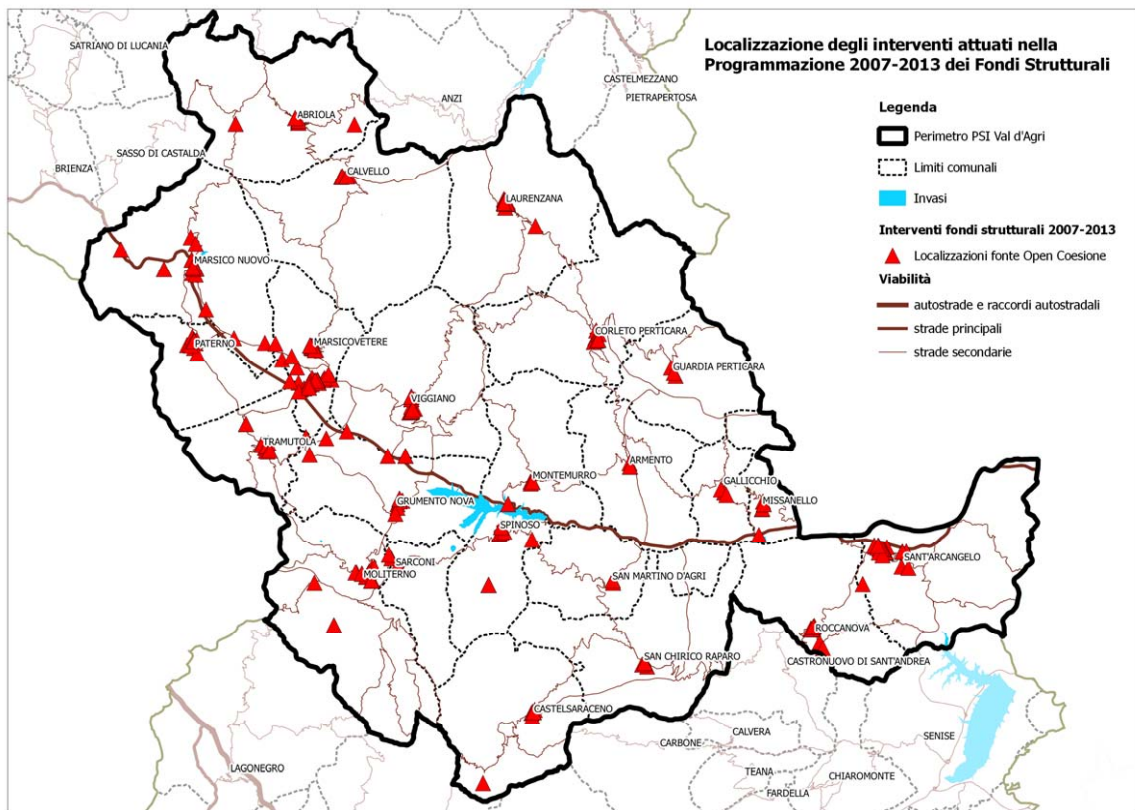 Localizzazione degli interventi attuati nella
Programmazione 2007-2013 dei Fondi Strutturali
Legenda
Perimetro PSI Val d'Agri
Limiti comunali
Invasi
Interventi fondi strutturali 2007-2013
Localizzazioni fonte Open Coesione
Viabilità
autostrade e raccordi autostradali
strade principali
strade secondarie
SATRIANO DI LUCANIA
CASTELMEZZANO
PIETRAPERTOSA
ANZI
ABRIOLA
SASSO DI CASTALDA
BRIENZA
CALVELLO
LAURENZANA
MARSICO NUOVO
CORLETO PERTICARA
PATERNO
MARSICOVETERE
GUARDIA PERTICARA
VIGGIANO
TRAMUTOLA
ARMENTO
MONTEMURRO
GALLICCHIO
GRUMENTO NOVA
MISSANELLO
SPINOSO
SANT'ARCANGELO
SARCONI
MOLITERNO
SAN MARTINO D'AGRI
ROCCANOVA
SAN CHIRICO RAPARO
CASTRONUOVO DI SANT'ANDREA
CASTELSARACENO
CALVERA
SENISE
CARBONE
LAGONEGRO
TEANA
CHIAROMONTE
FARDELLA